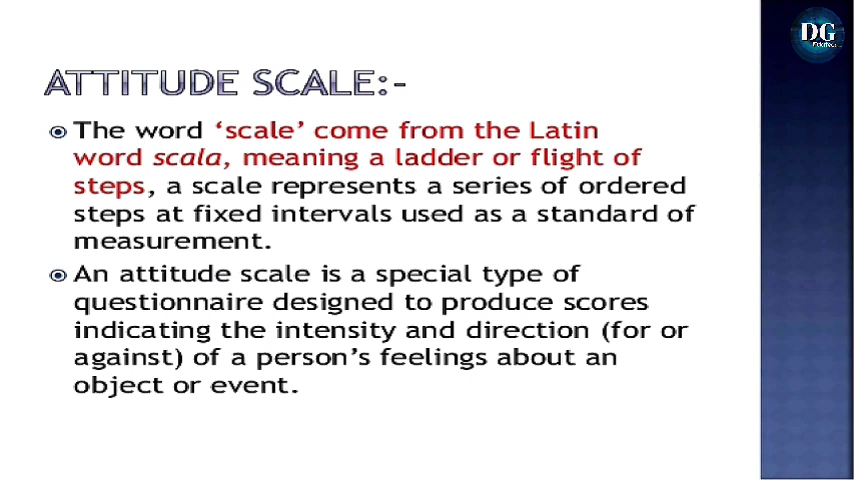 DG
ATTITUDE SCALE:-
The word ‘scale’ come from the Latin
word scala, meaning a ladder or flight of
steps, a scale represents a series of ordered
steps at fixed intervals used as a standard of
measurement.
An attitude scale is a special type of
questionnaire designed to produce scores
indicating the intensity and direction (for or
against) of a person’s feelings about an
object or event.